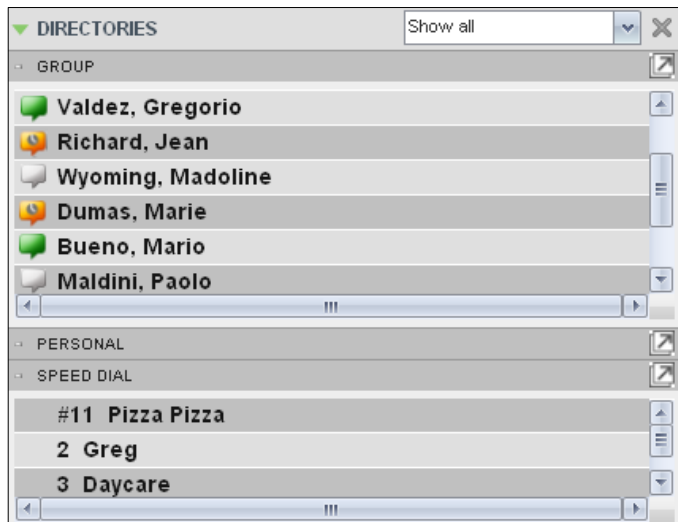 DIRECTORIES Show all
GROUP
Valdez, Gregorio
Richard, Jean
Wyoming, Madoline
Dumas, Marie
Bueno, Mario
Maldini, Paolo
PERSONAL
SPEED DIAL
#11 Pizza Pizza
2 Greg
3 Daycare